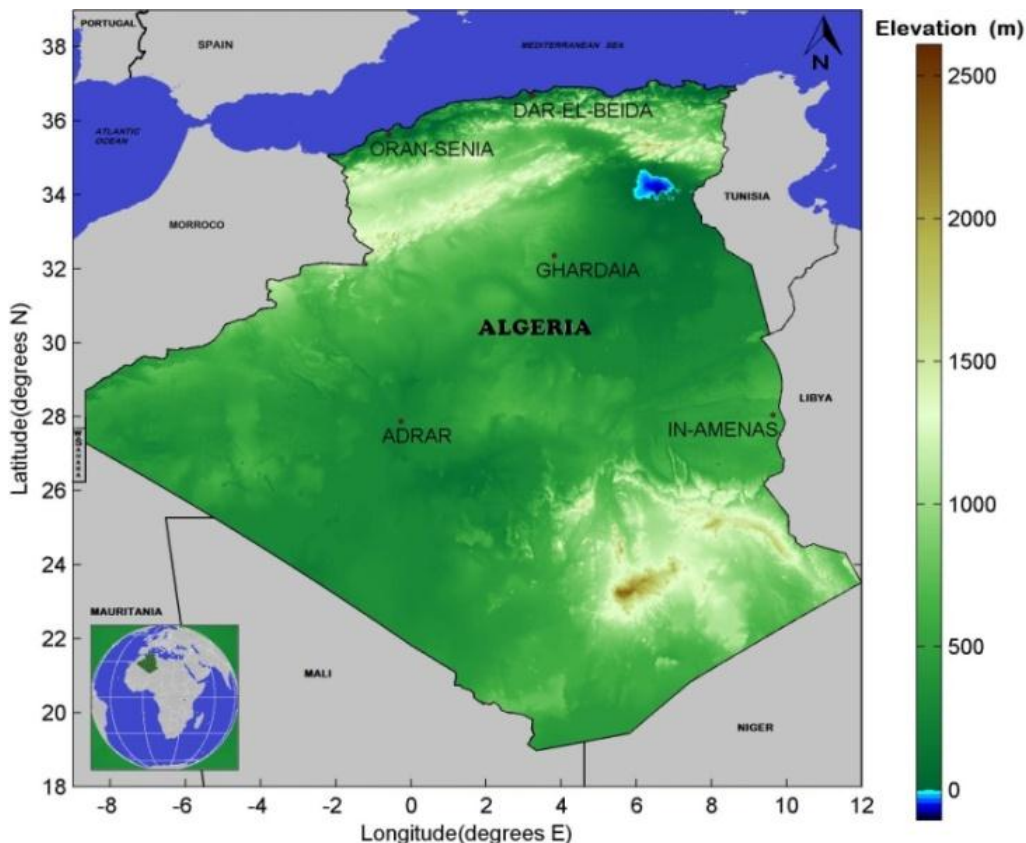 PORTUGAL
SPAIN
MEDITERRANEAN SEA
N
Elevation (m)
2500
2000
1500
1000
500
0
38
36
34
32
30
28
26
24
22
20
18
Latitude(degrees N)
ATLANTIC
OCEAN
DAR-EL-BEIDA
ORAN-SENIA
TUNISIA
MORROCO
GHARDAIA
ALGERIA
LIBYA
ADRAR
IN-AMENAS
MAURITANIA
MALI
NIGER
-8
-6
-4
-2
0
2
4
6
8
10
12
Longitude(degrees E)